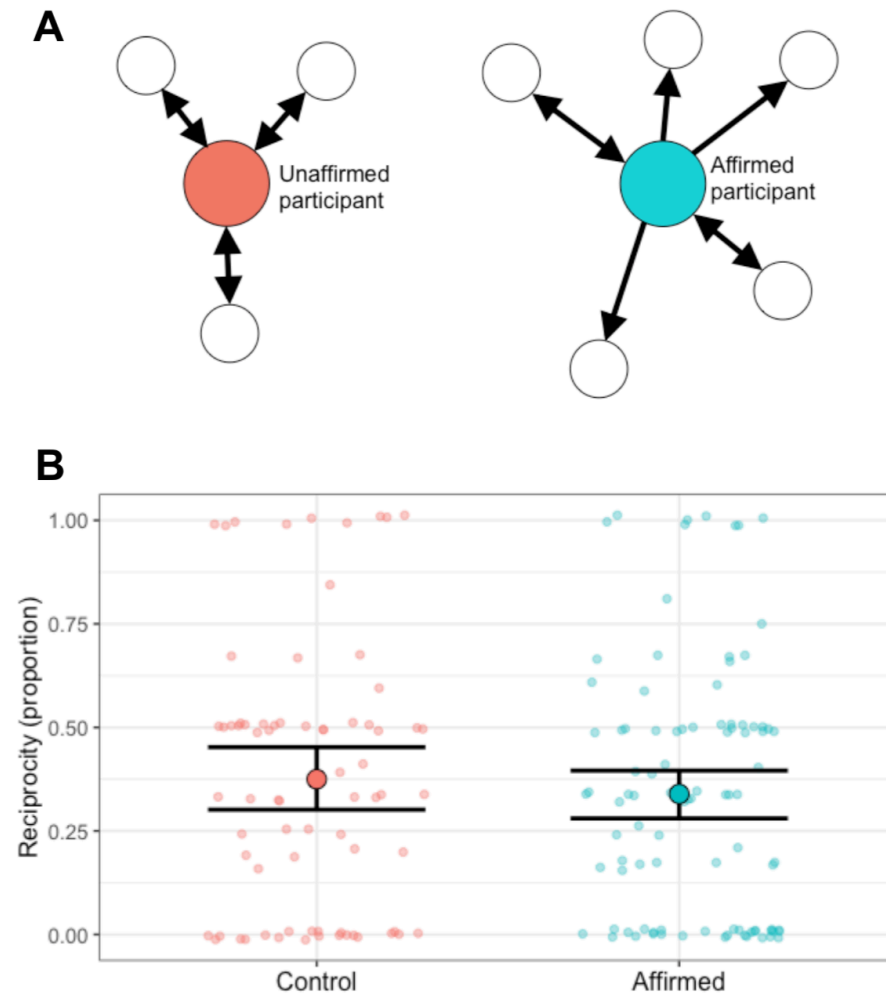 A
Unaffirmed
participant
Affirmed
participant
B
Reciprocity (proportion)
1.00
0.75
0.50
0.25
0.00
Control
Affirmed